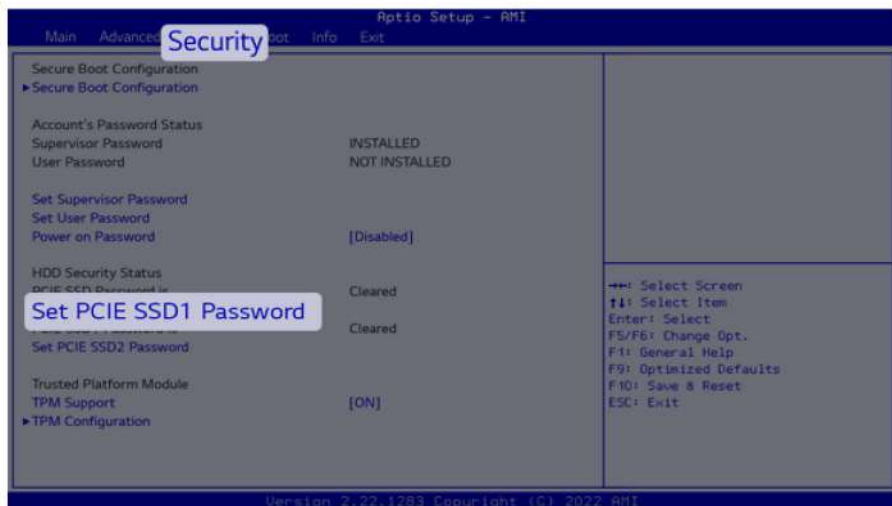 Aptio Setup - AMI
Main Advanced Security Info Exit
Secure Boot Configuration
►Secure Boot Configuration
Account's Password Status
Supervisor Password INSTALLED
User Password NOT INSTALLED
Set Supervisor Password
Set User Password
Power on Password [Disabled]
HDD Security Status
Cleared
Set PCIE SSD1 Password
Cleared
Set PCIE SSD2 Password
Trusted Platform Module
TPM Support [ON]
►TPM Configuration
→←: Select Screen
↑↓: Select Item
Enter: Select
F5/F6: Change Opt.
F1: General Help
F9: Optimized Defaults
F10: Save & Reset
ESC: Exit
Version 2.22.1283 Copyright (C) 2022 AMI